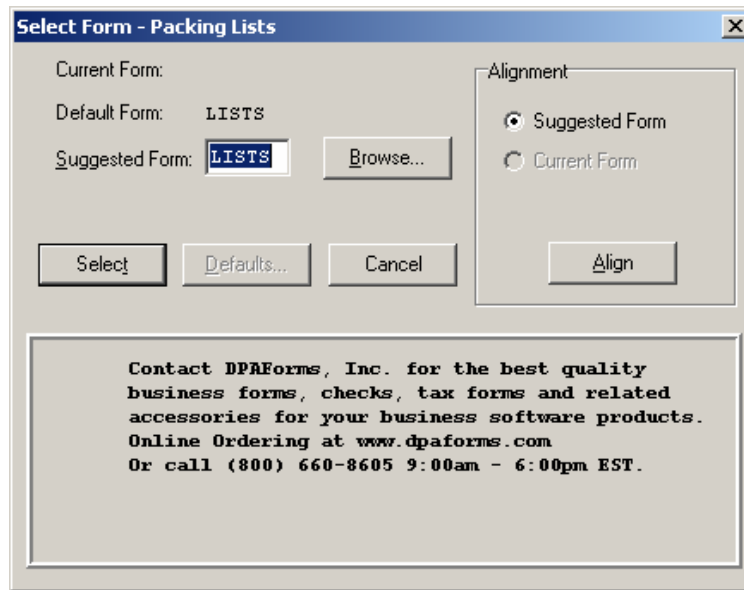 Select Form - Packing Lists
Current Form:
Default Form: LISTS
Suggested Form: LISTS Browse...
Select Defaults... Cancel
Alignment
Suggested Form
Current Form
Align
Contact DPAForms, Inc. for the best quality
business forms, checks, tax forms and related
accessories for your business software products.
Online Ordering at www.dpaforms.com
Or call (800) 660-8605 9:00am - 6:00pm EST.